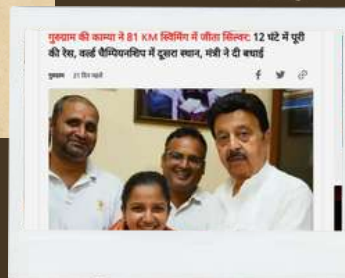 गुरुग्राम की काम्या ने 81 KM स्विमिंग में जीता सिल्वर: 12 घंटे में पूरी
की रेस, वर्ल्ड चैम्पियनशिप में दूसरा स्थान, मंत्री ने दी बधाई
गुरुग्राम 21 दिन पहले